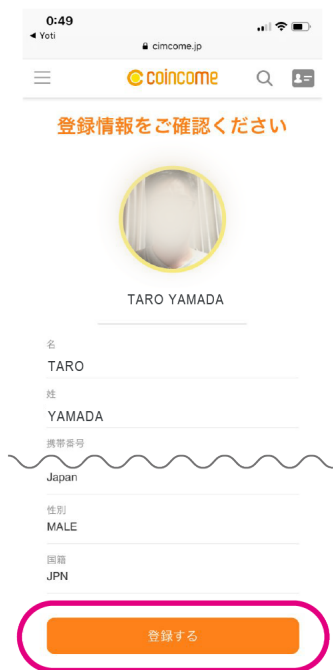 0:49
◀ Yoti
cimcome.jp
coincome
登録情報をご確認ください
TARO YAMADA
名
TARO
姓
YAMADA
携帯番号
Japan
性別
MALE
国籍
JPN
登録する